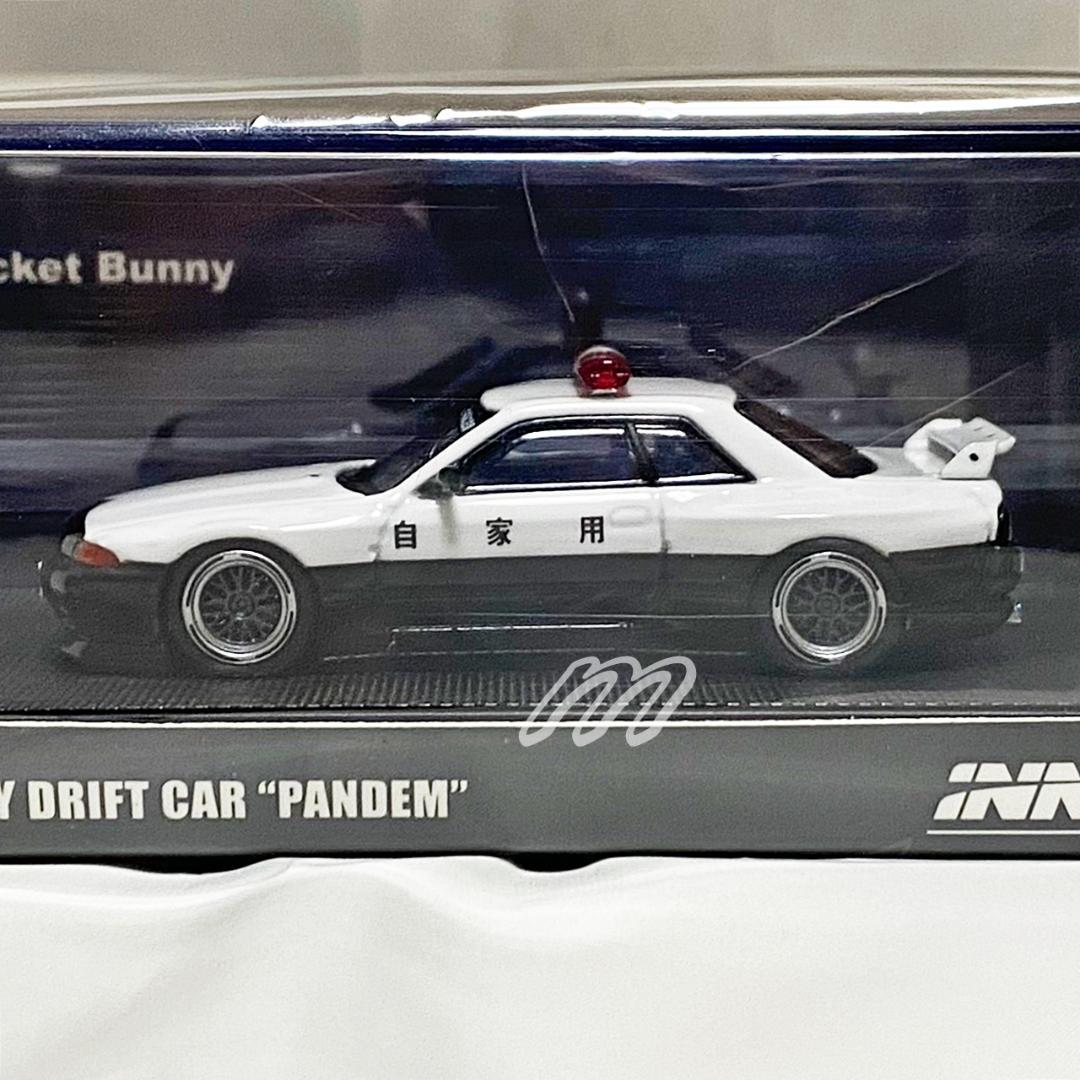 cket Bunny
自 家 用
m
Y DRIFT CAR “PANDEM”
INN